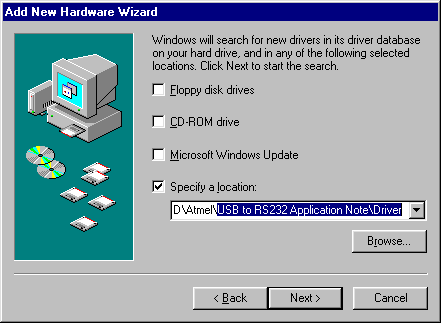 Add New Hardware Wizard
Windows will search for new drivers in its driver database
on your hard drive, and in any of the following selected
locations. Click Next to start the search.
Floppy disk drives
CD-ROM drive
Microsoft Windows Update
Specify a location:
D\Atmel\USB to RS232 Application Note\Driver
Browse...
< Back
Next >
Cancel